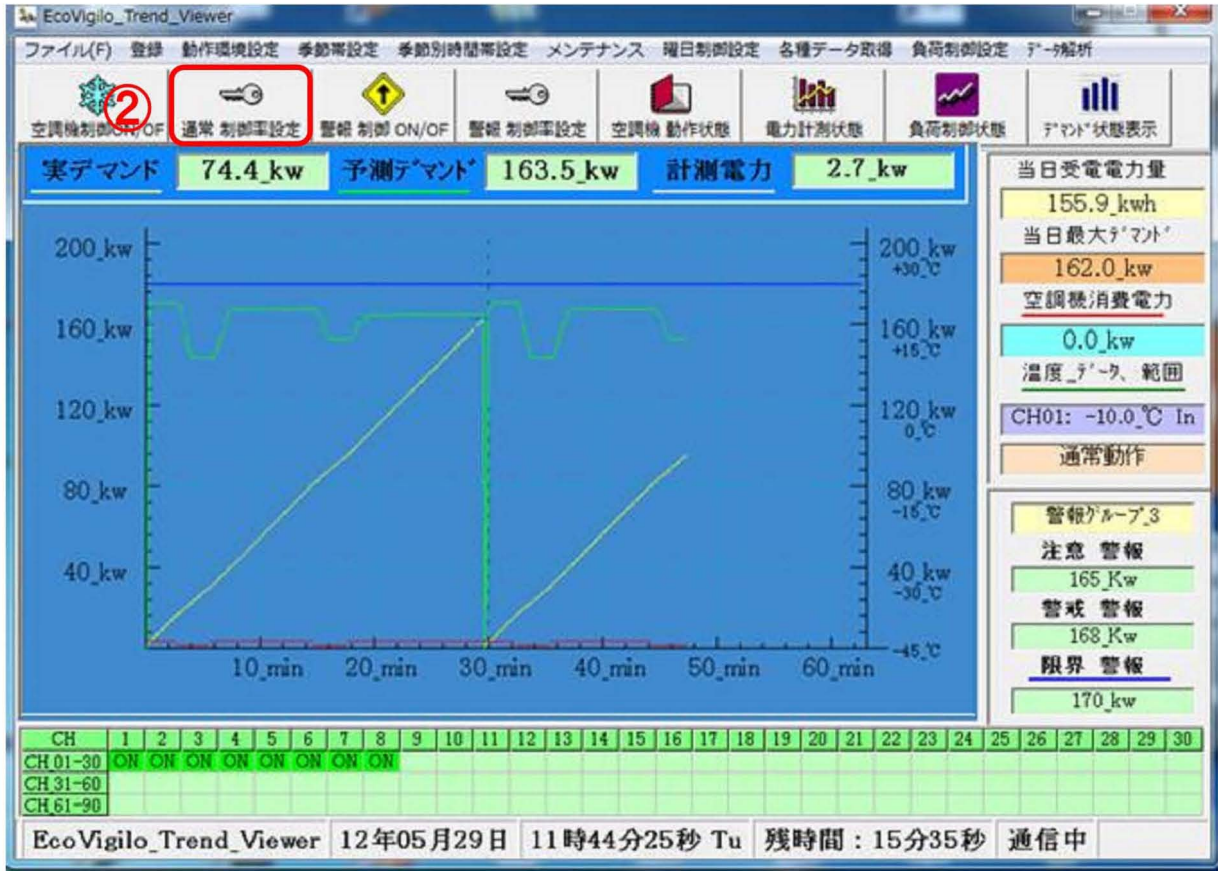 EcoVigilo_Trend_Viewer
ファイル(F) 登録 動作環境設定 季節帯設定 季節別時間帯設定 メンテナンス 曜日制御設定 各種データ取得 負荷制御設定 ﾃﾞｰﾀ解析
②
空調機制御ON/OF 通常 制御率設定 警報 制御 ON/OF 警報 制御率設定 空調機 動作状態 電力計測状態 負荷制御状態 ﾃﾞﾏﾝﾄﾞ状態表示
実デマンド 74.4_kw 予測ﾃﾞﾏﾝﾄﾞ 163.5_kw 計測電力 2.7_kw
200_kw
160_kw
120_kw
80_kw
40_kw
200_kw
+30_℃
160_kw
+15_℃
120_kw
0_℃
80_kw
-15_℃
40_kw
-30_℃
-45_℃
10_min 20_min 30_min 40_min 50_min 60_min
当日受電電力量
155.9_kwh
当日最大ﾃﾞﾏﾝﾄﾞ
162.0_kw
空調機消費電力
0.0_kw
温度_ﾃﾞｰﾀ、範囲
CH01: -10.0_℃ In
通常動作
警報ｸﾞﾙｰﾌﾟ_3
注意 警報
165_Kw
警戒 警報
168_Kw
限界 警報
170_kw
CH 1 2 3 4 5 6 7 8 9 10 11 12 13 14 15 16 17 18 19 20 21 22 23 24 25 26 27 28 29 30
CH_01-30 ON ON ON ON ON ON ON ON
CH_31-60
CH_61-90
EcoVigilo_Trend_Viewer 12年05月29日 11時44分25秒 Tu 残時間：15分35秒 通信中